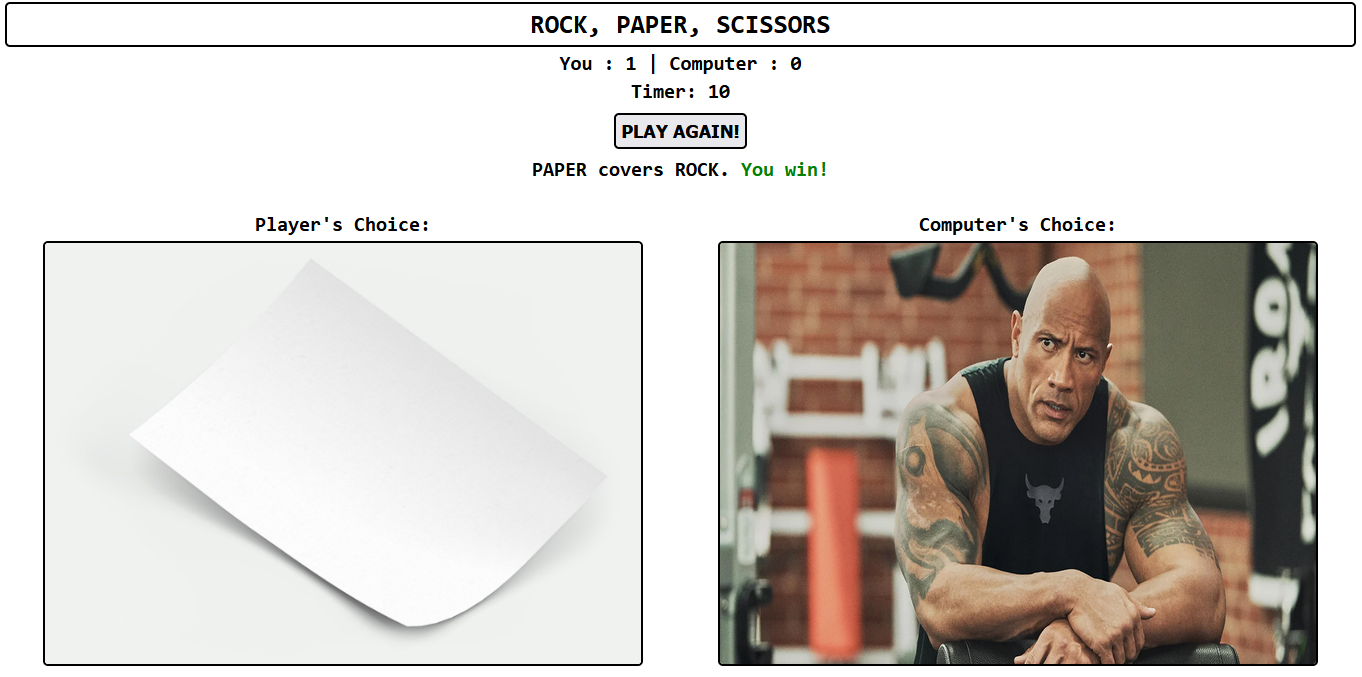 ROCK, PAPER, SCISSORS
You : 1 | Computer : 0
Timer: 10
PLAY AGAIN!
PAPER covers ROCK. You win!
Player's Choice:
Computer's Choice: